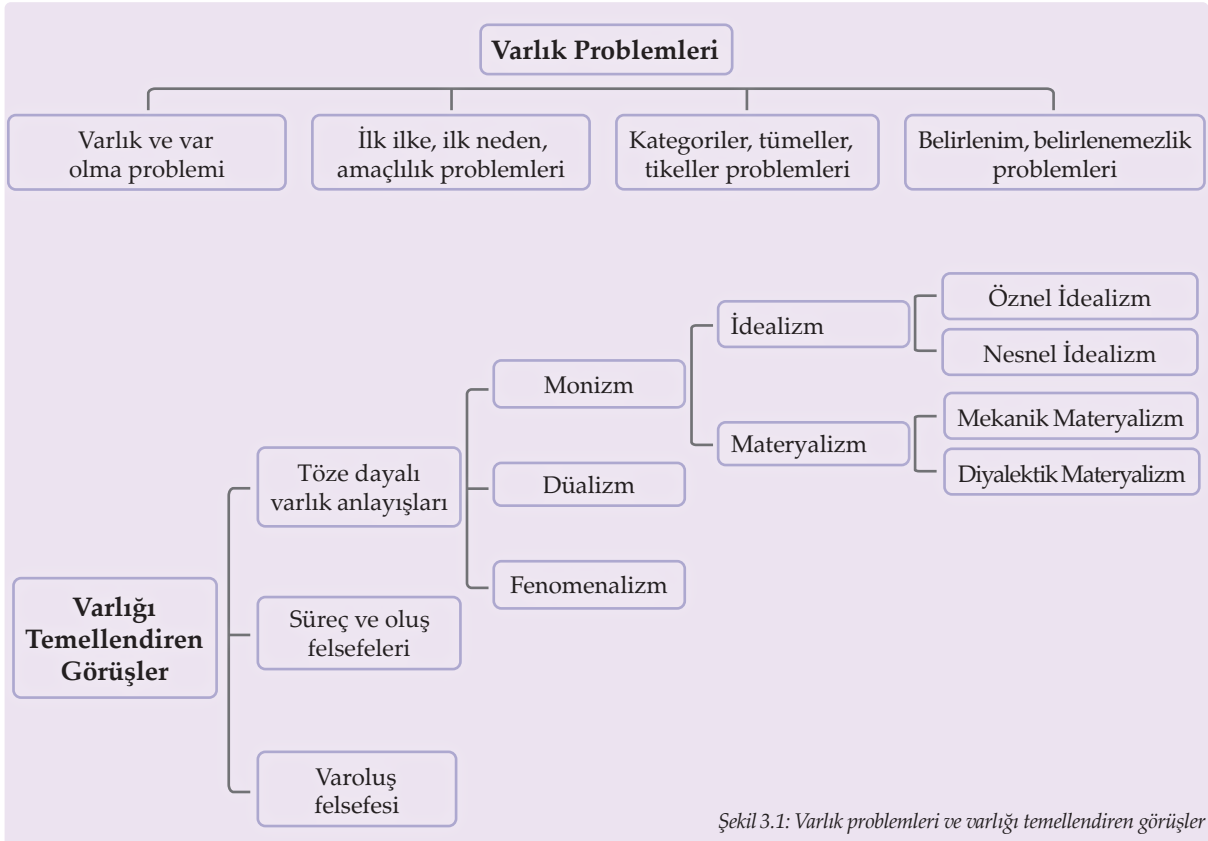 Varlık Problemleri
Varlık ve var
olma problemi
İlk ilke, ilk neden,
amaçlılık problemleri
Kategoriler, tümeller,
tikeller problemleri
Belirlenim, belirlenemezlik
problemleri
Varlığı
Temellendiren
Görüşler
Töze dayalı
varlık anlayışları
Monizm
İdealizm
Öznel İdealizm
Nesnel İdealizm
Materyalizm
Mekanik Materyalizm
Diyalektik Materyalizm
Düalizm
Fenomenalizm
Süreç ve oluş
felsefeleri
Varoluş
felsefesi
Şekil 3.1: Varlık problemleri ve varlığı temellendiren görüşler